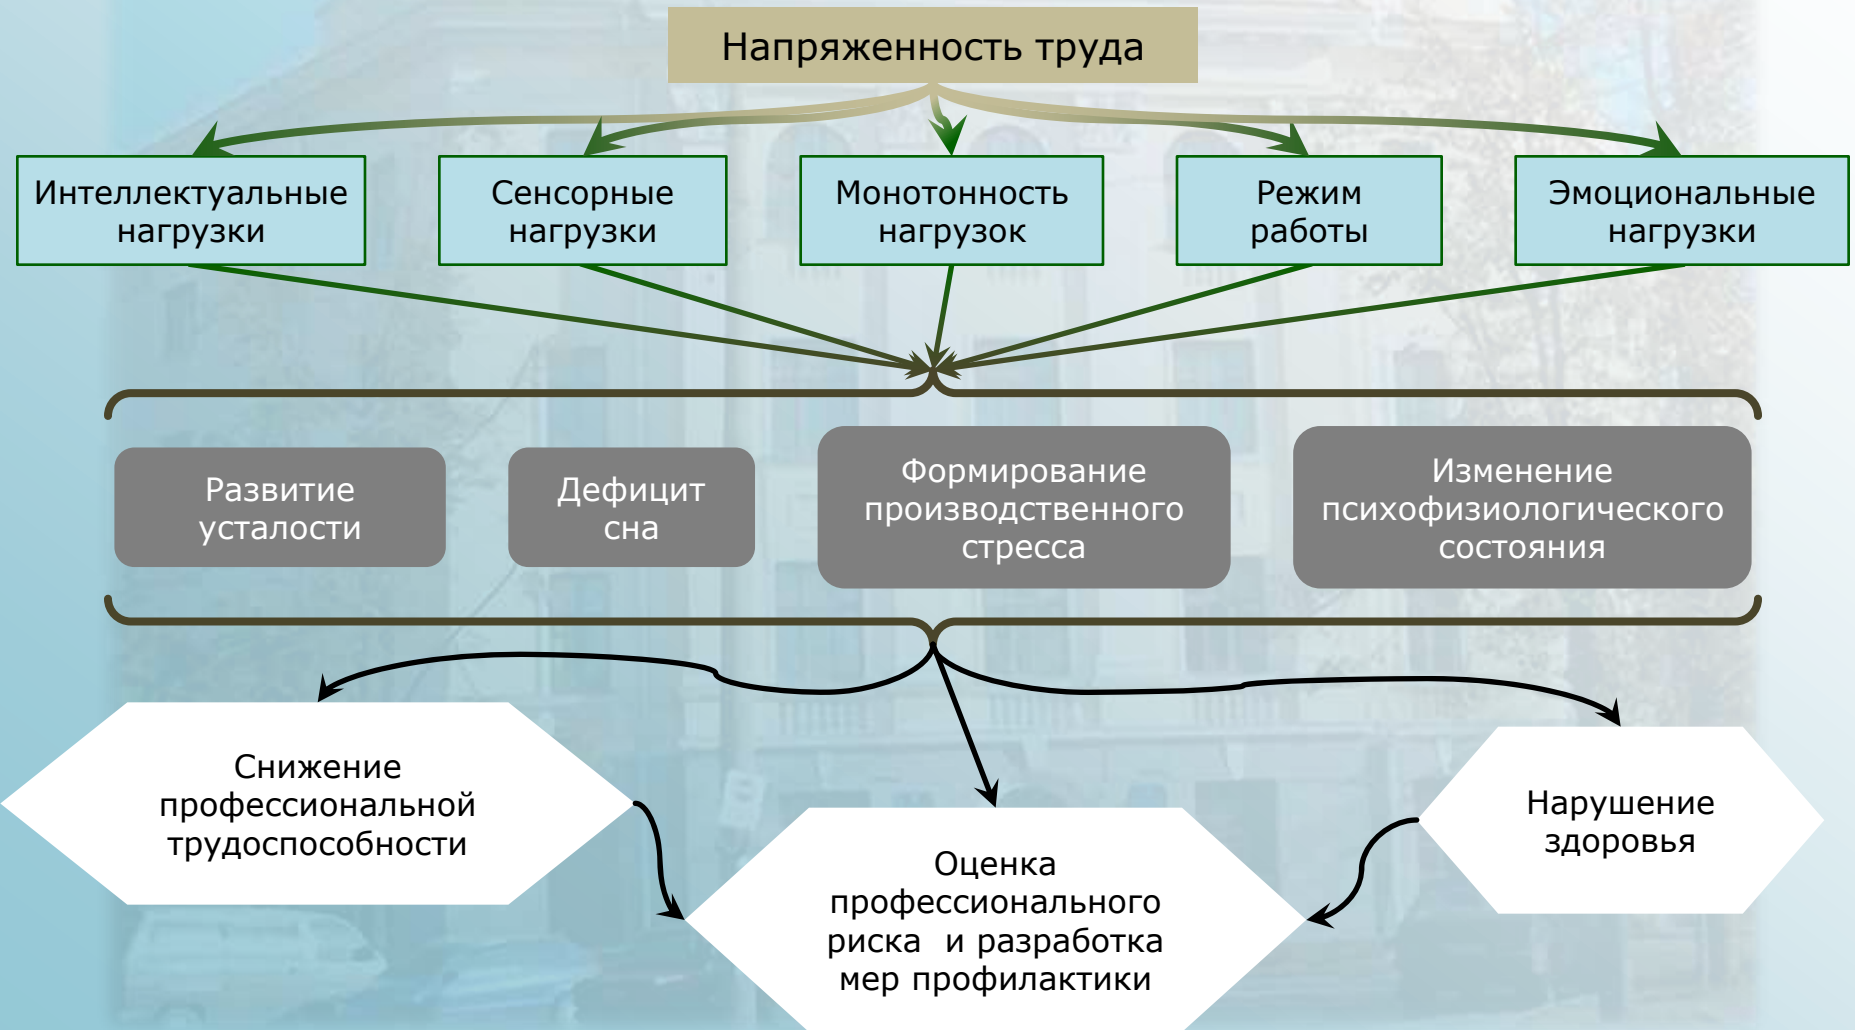 Напряженность труда
Интеллектуальные
нагрузки
Сенсорные
нагрузки
Монотонность
нагрузок
Режим
работы
Эмоциональные
нагрузки
Развитие
усталости
Дефицит
сна
Формирование
производственного
стресса
Изменение
психофизиологического
состояния
Снижение
профессиональной
трудоспособности
Оценка
профессионального
риска  и разработка
мер профилактики
Нарушение
здоровья